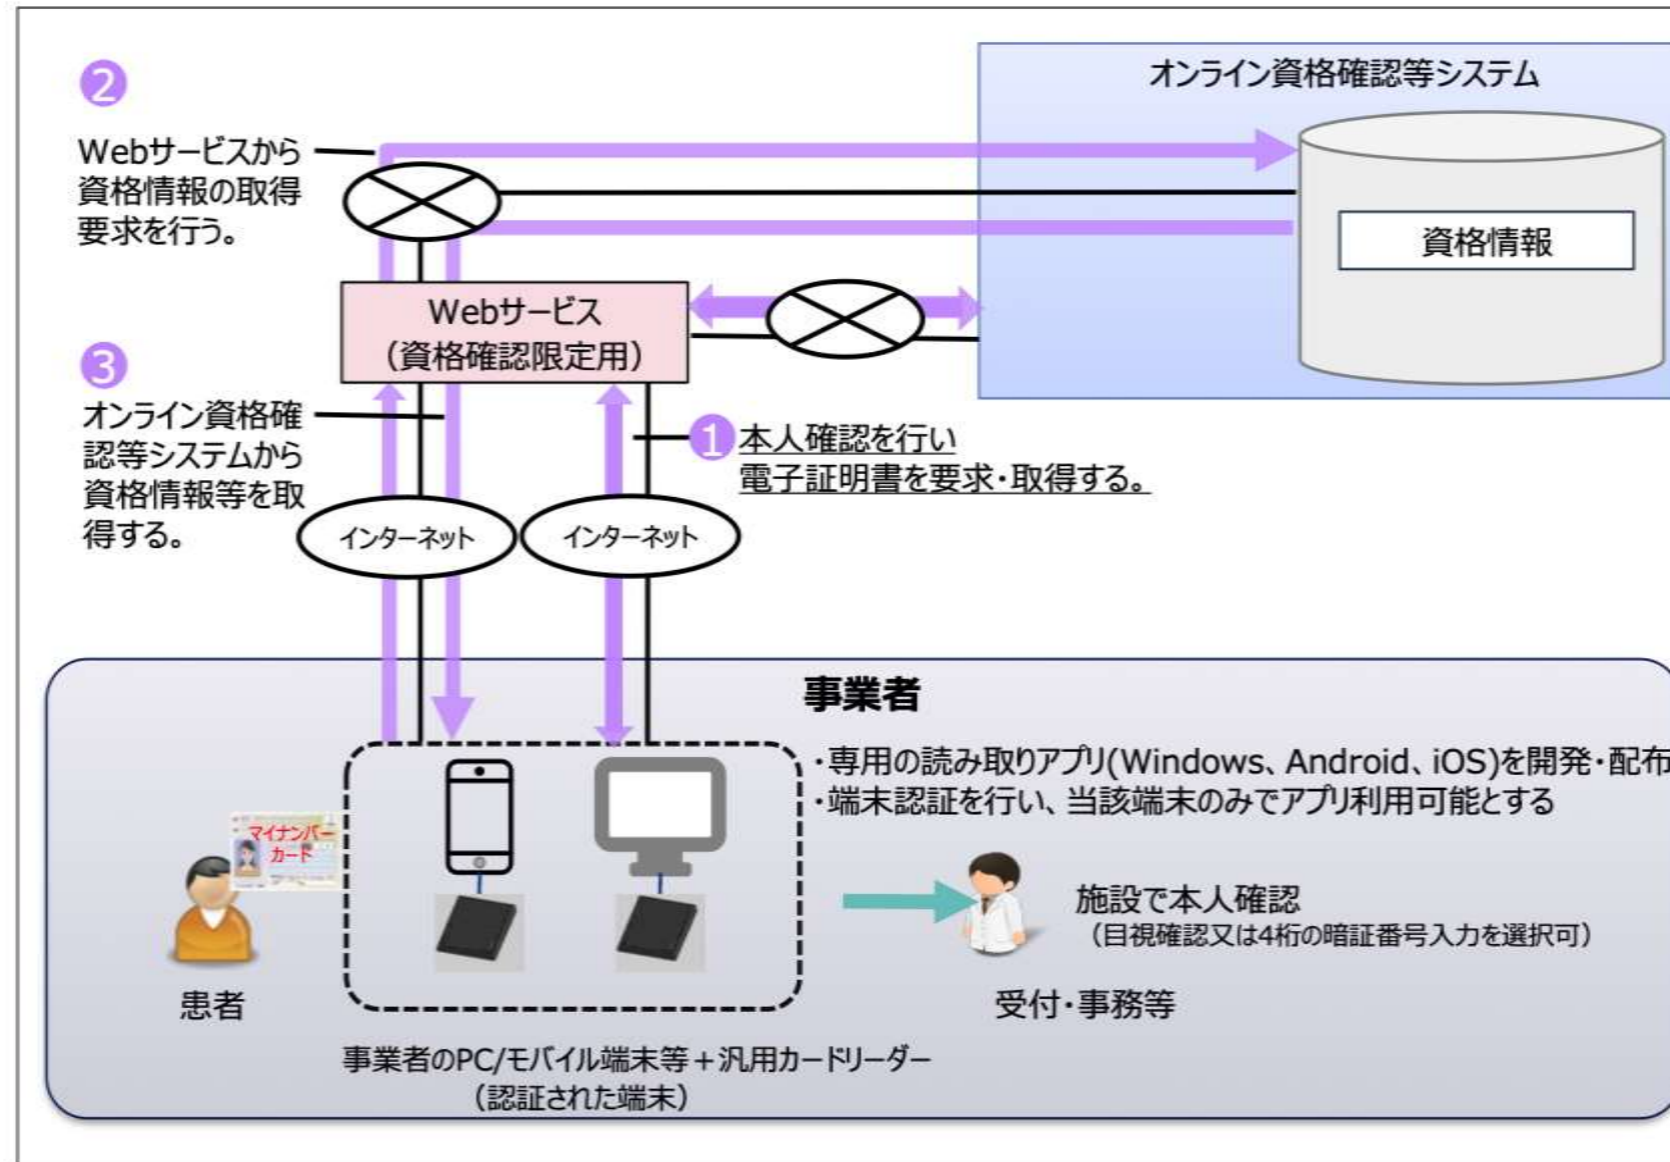 オンライン資格確認等システム
資格情報
❷
Webサービスから
資格情報の取得
要求を行う。
Webサービス
（資格確認限定用）
❸
オンライン資格確
認等システムから
資格情報等を取
得する。
❶
本人確認を行い
電子証明書を要求・取得する。
インターネット
インターネット
事業者
・専用の読み取りアプリ(Windows、Android、iOS)を開発・配布
・端末認証を行い、当該端末のみでアプリ利用可能とする
マイナンバー
カード
患者
施設で本人確認
（目視確認又は4桁の暗証番号入力を選択可）
受付・事務等
事業者のPC/モバイル端末等＋汎用カードリーダー
（認証された端末）